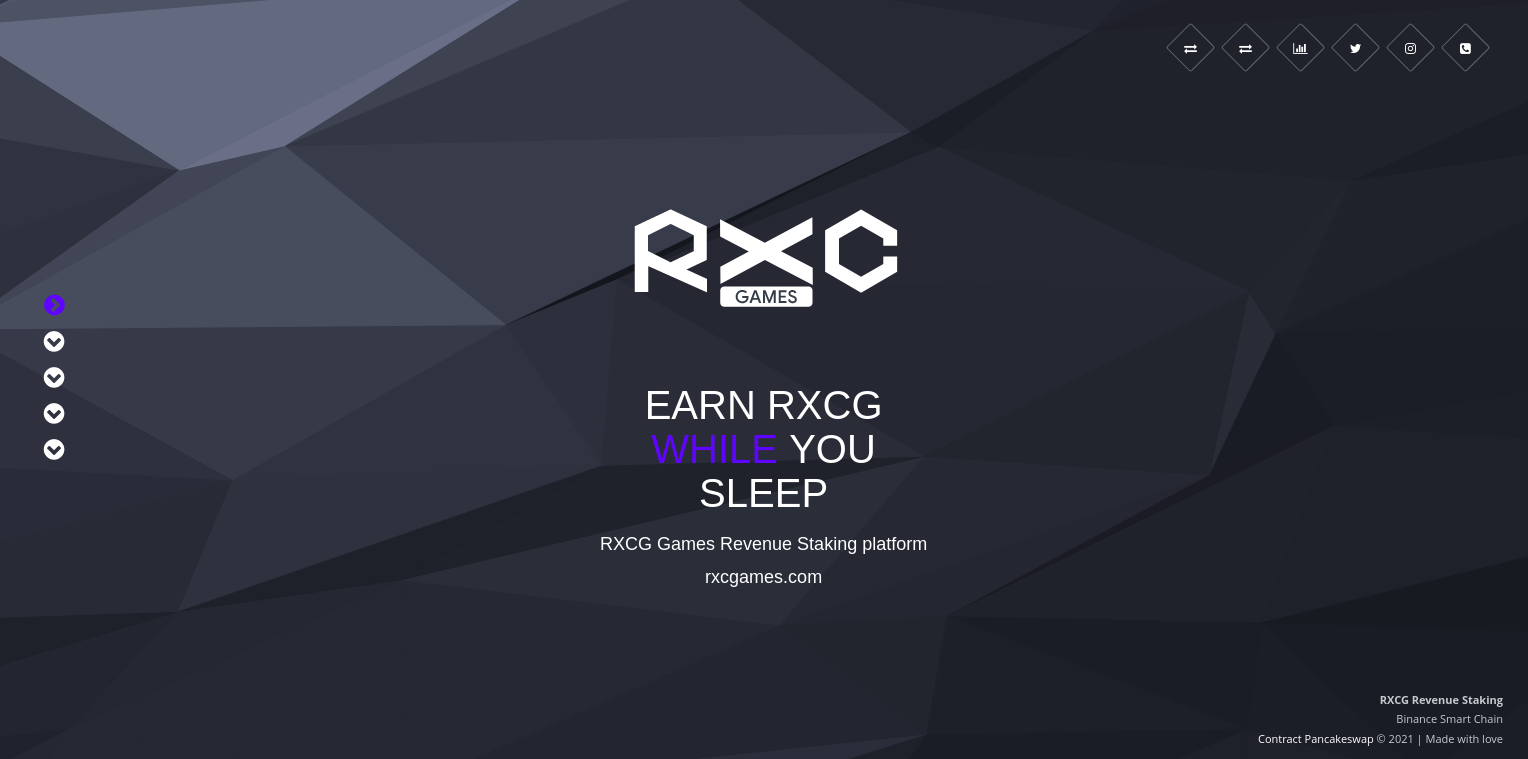 RXC
GAMES
EARN RXCG
WHILE YOU
SLEEP
RXCG Games Revenue Staking platform
rxcgames.com
RXCG Revenue Staking
Binance Smart Chain
Contract Pancakeswap © 2021 | Made with love